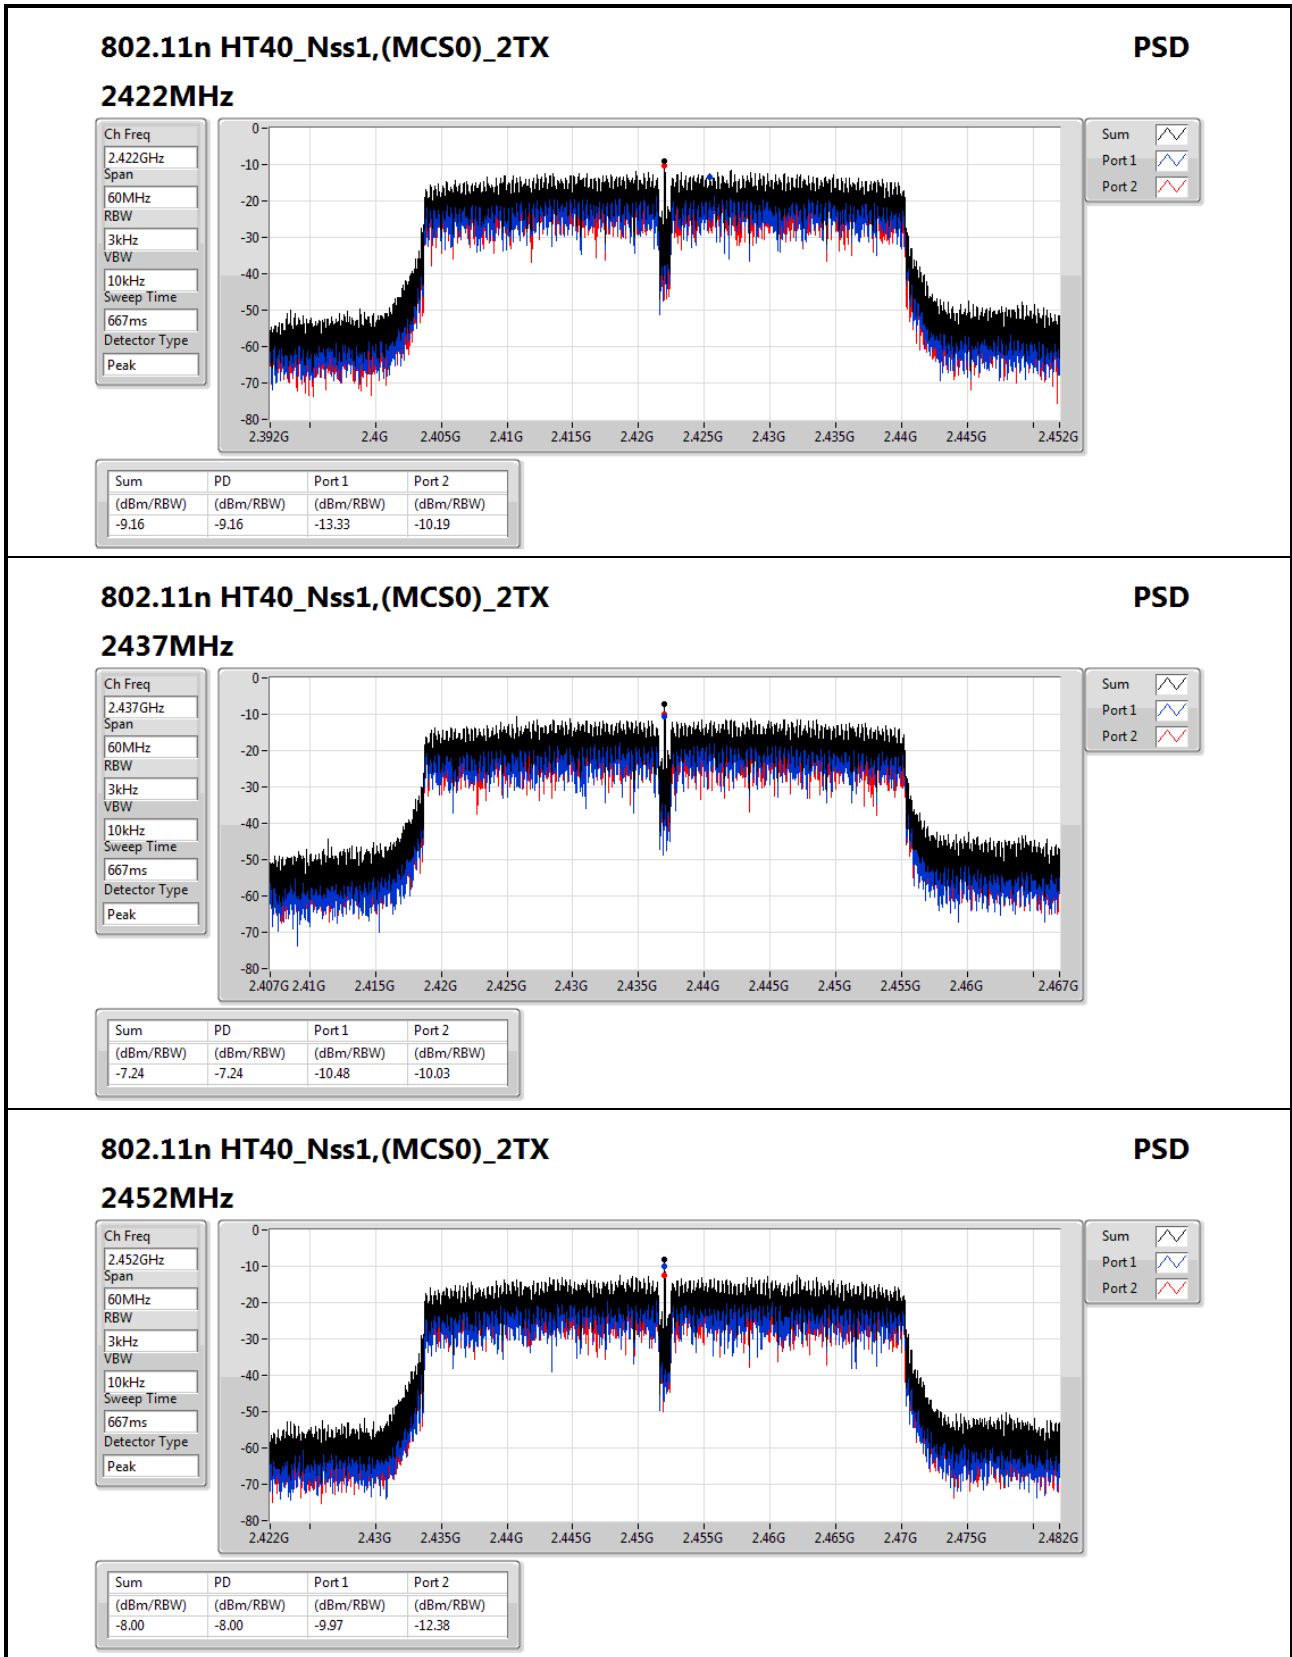 802.11n HT40_Nss1,(MCS0)_2TX PSD
2422MHz
Ch Freq
2.422GHz
Span
60MHz
RBW
3kHz
VBW
10kHz
Sweep Time
667ms
Detector Type
Peak
0
-10
-20
-30
-40
-50
-60
-70
-80
2.392G 2.4G 2.405G 2.41G 2.415G 2.42G 2.425G 2.43G 2.435G 2.44G 2.445G 2.452G
Sum
Port 1
Port 2
Sum PD Port 1 Port 2
(dBm/RBW) (dBm/RBW) (dBm/RBW) (dBm/RBW)
-9.16 -9.16 -13.33 -10.19
802.11n HT40_Nss1,(MCS0)_2TX PSD
2437MHz
Ch Freq
2.437GHz
Span
60MHz
RBW
3kHz
VBW
10kHz
Sweep Time
667ms
Detector Type
Peak
0
-10
-20
-30
-40
-50
-60
-70
-80
2.407G 2.41G 2.415G 2.42G 2.425G 2.43G 2.435G 2.44G 2.445G 2.45G 2.455G 2.46G 2.467G
Sum
Port 1
Port 2
Sum PD Port 1 Port 2
(dBm/RBW) (dBm/RBW) (dBm/RBW) (dBm/RBW)
-7.24 -7.24 -10.48 -10.03
802.11n HT40_Nss1,(MCS0)_2TX PSD
2452MHz
Ch Freq
2.452GHz
Span
60MHz
RBW
3kHz
VBW
10kHz
Sweep Time
667ms
Detector Type
Peak
0
-10
-20
-30
-40
-50
-60
-70
-80
2.422G 2.43G 2.435G 2.44G 2.445G 2.45G 2.455G 2.46G 2.465G 2.47G 2.475G 2.482G
Sum
Port 1
Port 2
Sum PD Port 1 Port 2
(dBm/RBW) (dBm/RBW) (dBm/RBW) (dBm/RBW)
-8.00 -8.00 -9.97 -12.38